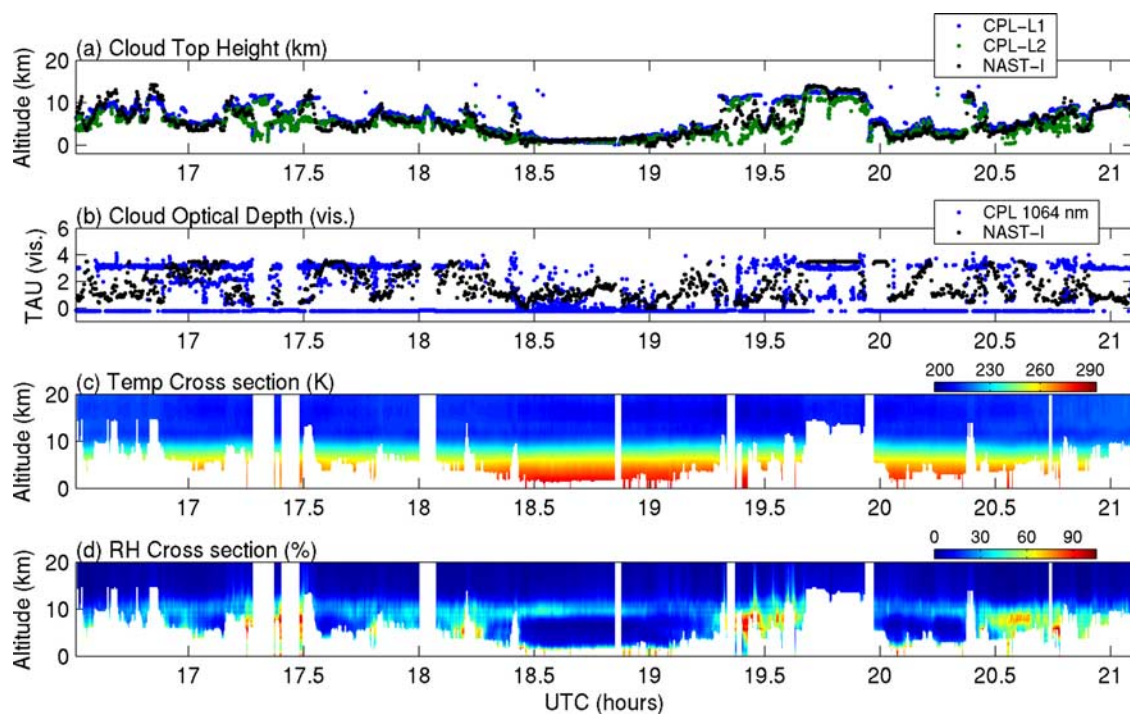 CPL-L1
(a) Cloud Top Height (km)
CPL-L2
NAST-I
20
10
0
Altitude (km)
17 17.5 18 18.5 19 19.5 20 20.5 21
(b) Cloud Optical Depth (vis.)
CPL 1064 nm
NAST-I
6
4
2
0
TAU (vis.)
17 17.5 18 18.5 19 19.5 20 20.5 21
(c) Temp Cross section (K)
200 230 260 290
20
10
0
Altitude (km)
17 17.5 18 18.5 19 19.5 20 20.5 21
(d) RH Cross section (%)
0 30 60 90
20
10
0
Altitude (km)
17 17.5 18 18.5 19 19.5 20 20.5 21
UTC (hours)